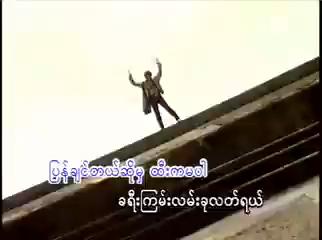 ပြန်ချင်တယ်ဆိုမှ ထီးကမပါ
ခရီးကြမ်းလမ်းခုလတ်ရယ်